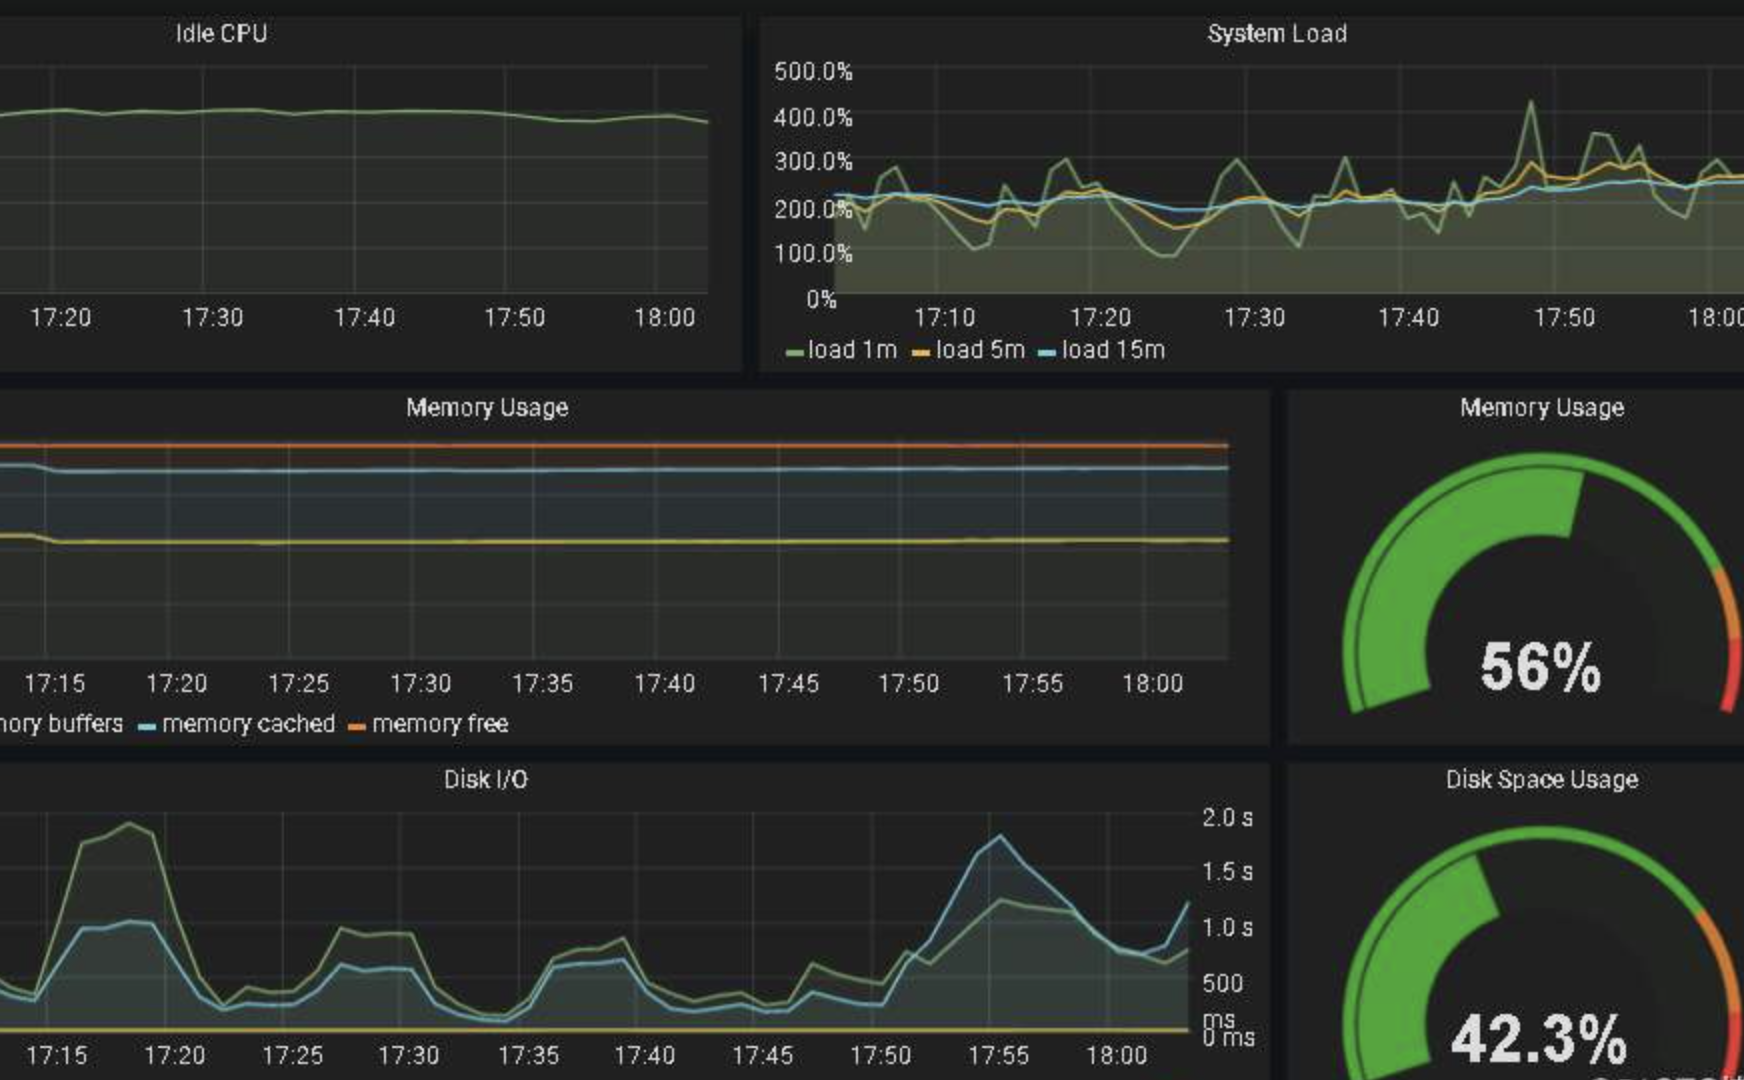 Idle CPU
17:20 17:30 17:40 17:50 18:00
System Load
500.0%
400.0%
300.0%
200.0%
100.0%
0%
17:10 17:20 17:30 17:40 17:50 18:00
load 1m load 5m load 15m
Memory Usage
17:15 17:20 17:25 17:30 17:35 17:40 17:45 17:50 17:55 18:00
buffers memory cached memory free
Memory Usage
56%
Disk I/O
2.0 s
1.5 s
1.0 s
500
ms
0 ms
17:15 17:20 17:25 17:30 17:35 17:40 17:45 17:50 17:55 18:00
Disk Space Usage
42.3%